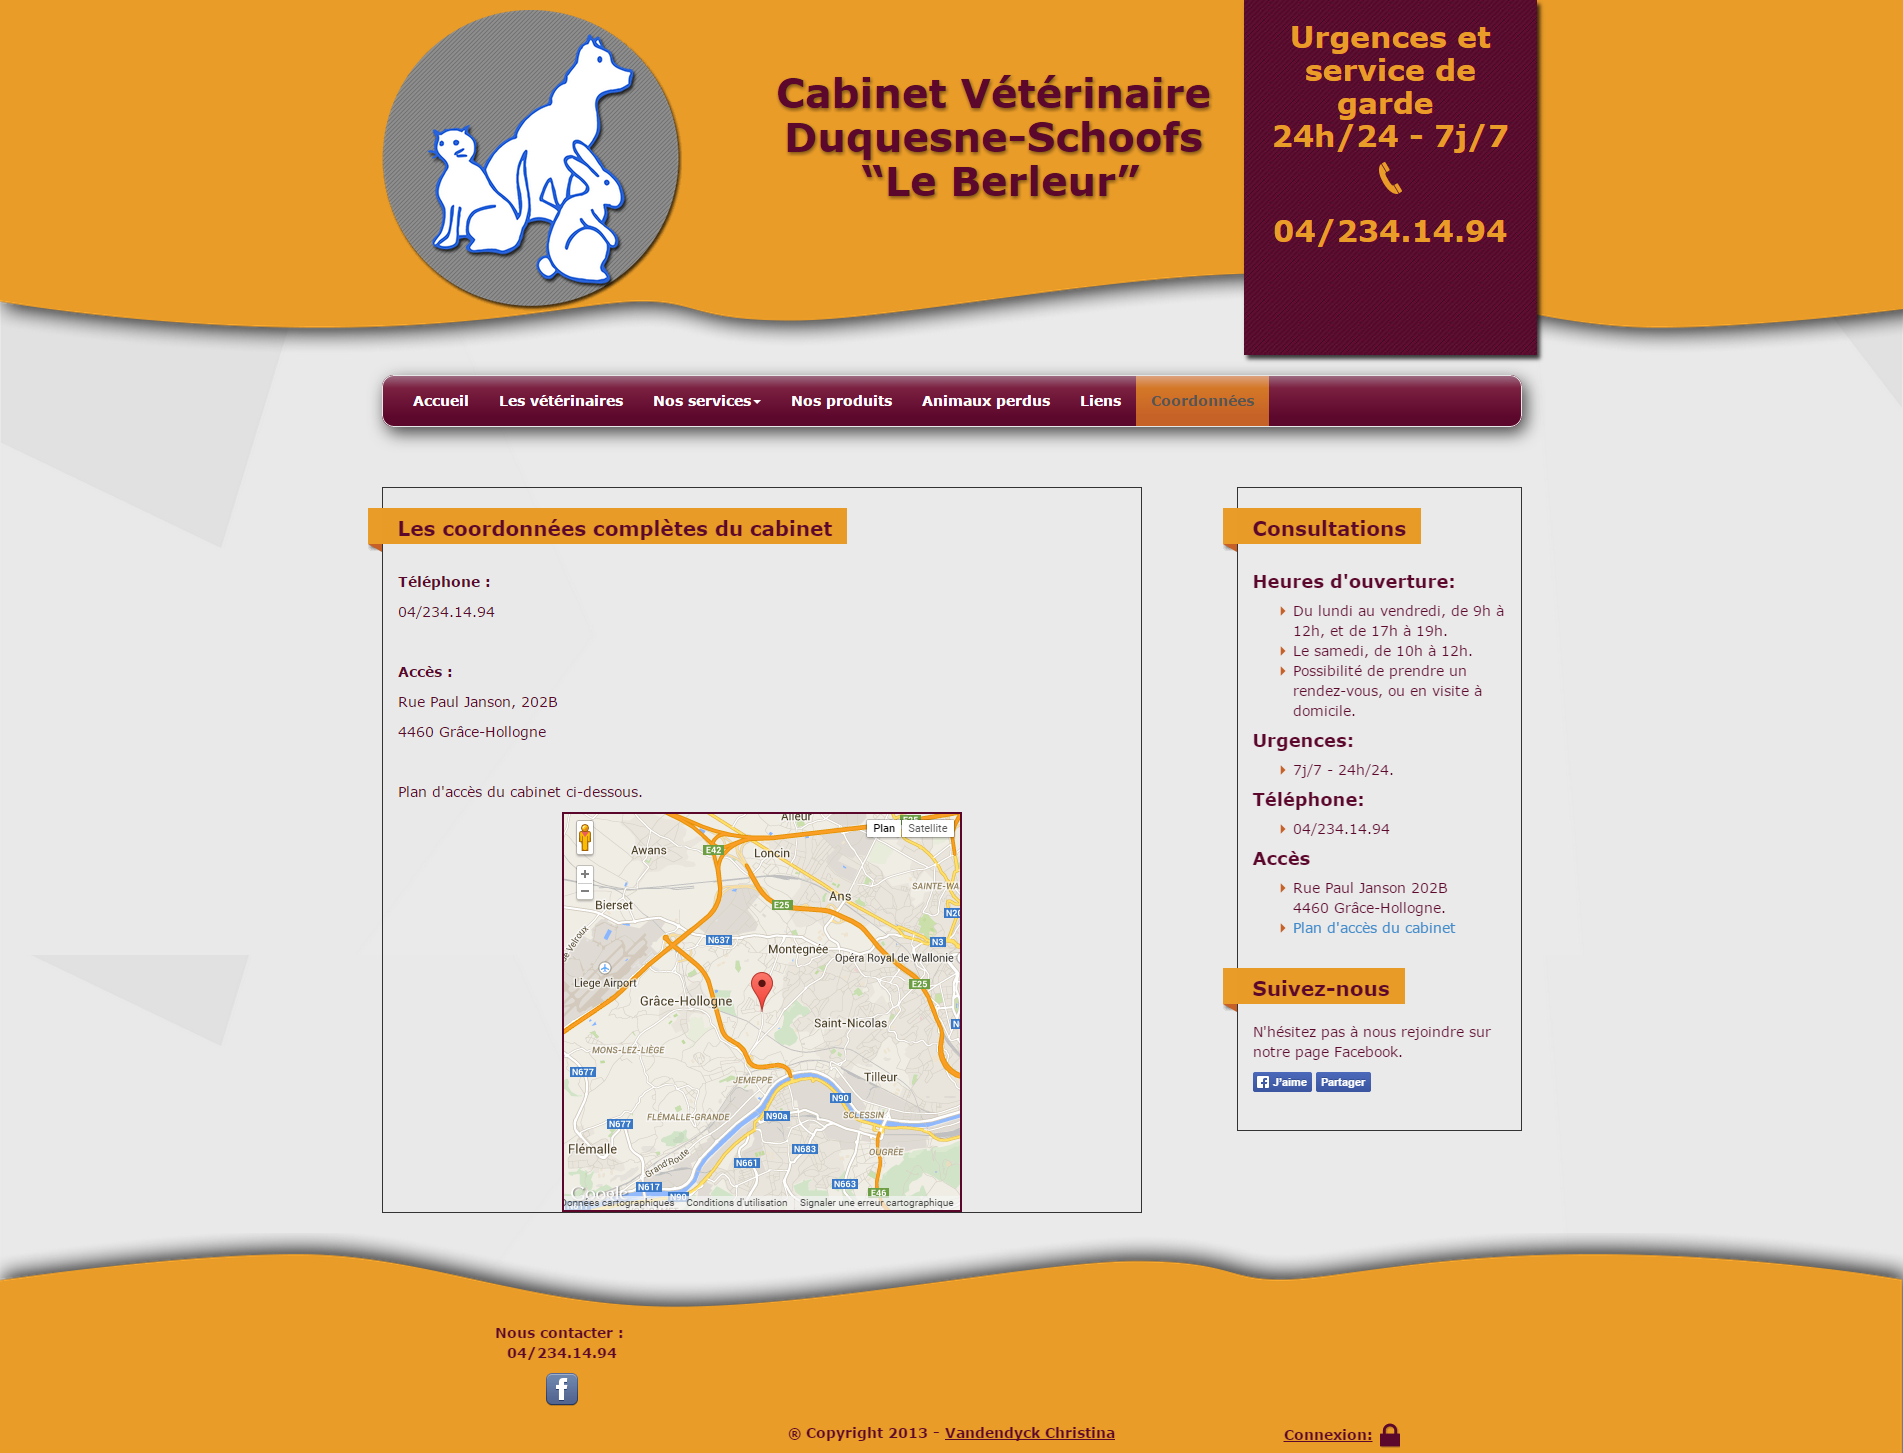 Cabinet Vétérinaire
Duquesne-Schoofs
“Le Berleur”
Urgences et
service de
garde
24h/24 - 7j/7
04/234.14.94
Accueil
Les vétérinaires
Nos services
Nos produits
Animaux perdus
Liens
Coordonnées
Les coordonnées complètes du cabinet
Téléphone :
04/234.14.94
Accès :
Rue Paul Janson, 202B
4460 Grâce-Hollogne
Plan d'accès du cabinet ci-dessous.
Alleur
E25
Plan
Satellite
Awans
E42
Loncin
+
−
SAINTE-WA
Ans
Bierset
E25
N20
N637
N3
Montegnée
Opéra Royal de Wallonie
Liege Airport
E25
Grâce-Hollogne
Saint-Nicolas
MONS-LEZ-LIÈGE
N677
JEMEPPE
Tilleur
N90
N90a
SCLESSIN
FLÉMALLE-GRANDE
N677
Flémalle
N683
OUGRÉE
Grand'Route
N661
N617
N90
N663
E46
Google
Données cartographiques
Conditions d'utilisation
Signaler une erreur cartographique
Consultations
Heures d'ouverture:
Du lundi au vendredi, de 9h à
12h, et de 17h à 19h.
Le samedi, de 10h à 12h.
Possibilité de prendre un
rendez-vous, ou en visite à
domicile.
Urgences:
7j/7 - 24h/24.
Téléphone:
04/234.14.94
Accès
Rue Paul Janson 202B
4460 Grâce-Hollogne.
Plan d'accès du cabinet
Suivez-nous
N'hésitez pas à nous rejoindre sur
notre page Facebook.
J'aime
Partager
Nous contacter :
04/234.14.94
f
® Copyright 2013 - Vandendyck Christina
Connexion: